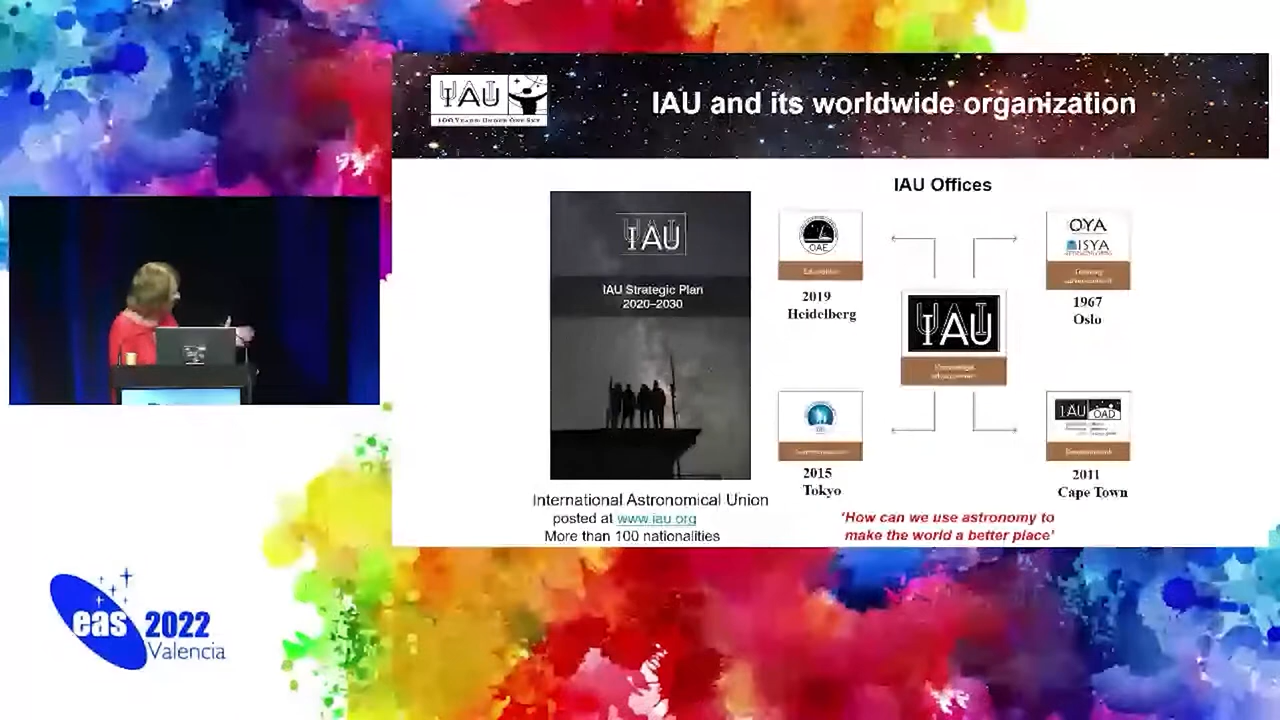 IAU
100 YEARS: UNDER ONE SKY
IAU and its worldwide organization
IAU Offices
IAU
IAU Strategic Plan
2020–2030
OAE
Education
2019
Heidelberg
OYA
ISYA
1967
Oslo
IAU
2015
Tokyo
IAU OAD
Development
2011
Cape Town
International Astronomical Union
posted at www.iau.org
More than 100 nationalities
'How can we use astronomy to
make the world a better place'
eas 2022
Valencia